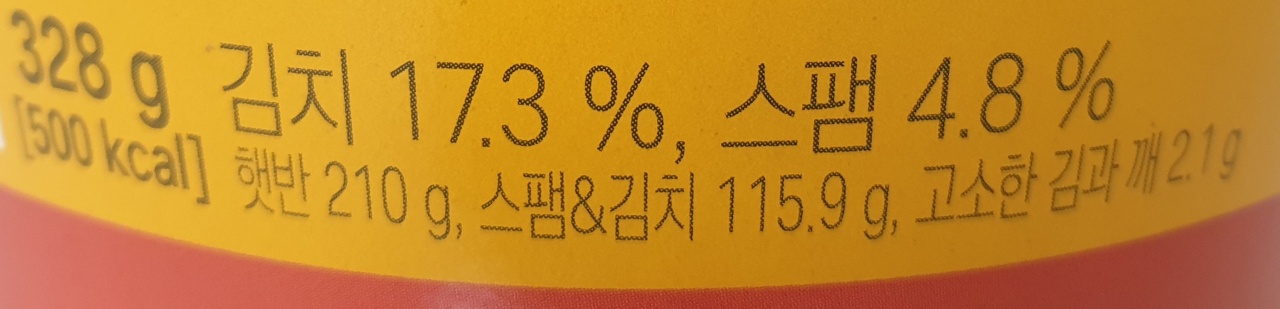 328 g 김치 17.3 %, 스팸 4.8 %
[500 kcal] 햇반 210 g, 스팸&김치 115.9 g, 고소한 김과 깨 2.1 g